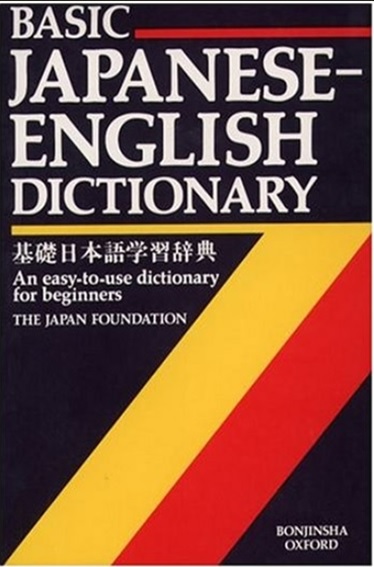 BASIC
JAPANESE–
ENGLISH
DICTIONARY
基礎日本語学習辞典
An easy-to-use dictionary
for beginners
THE JAPAN FOUNDATION
BONJINSHA
OXFORD